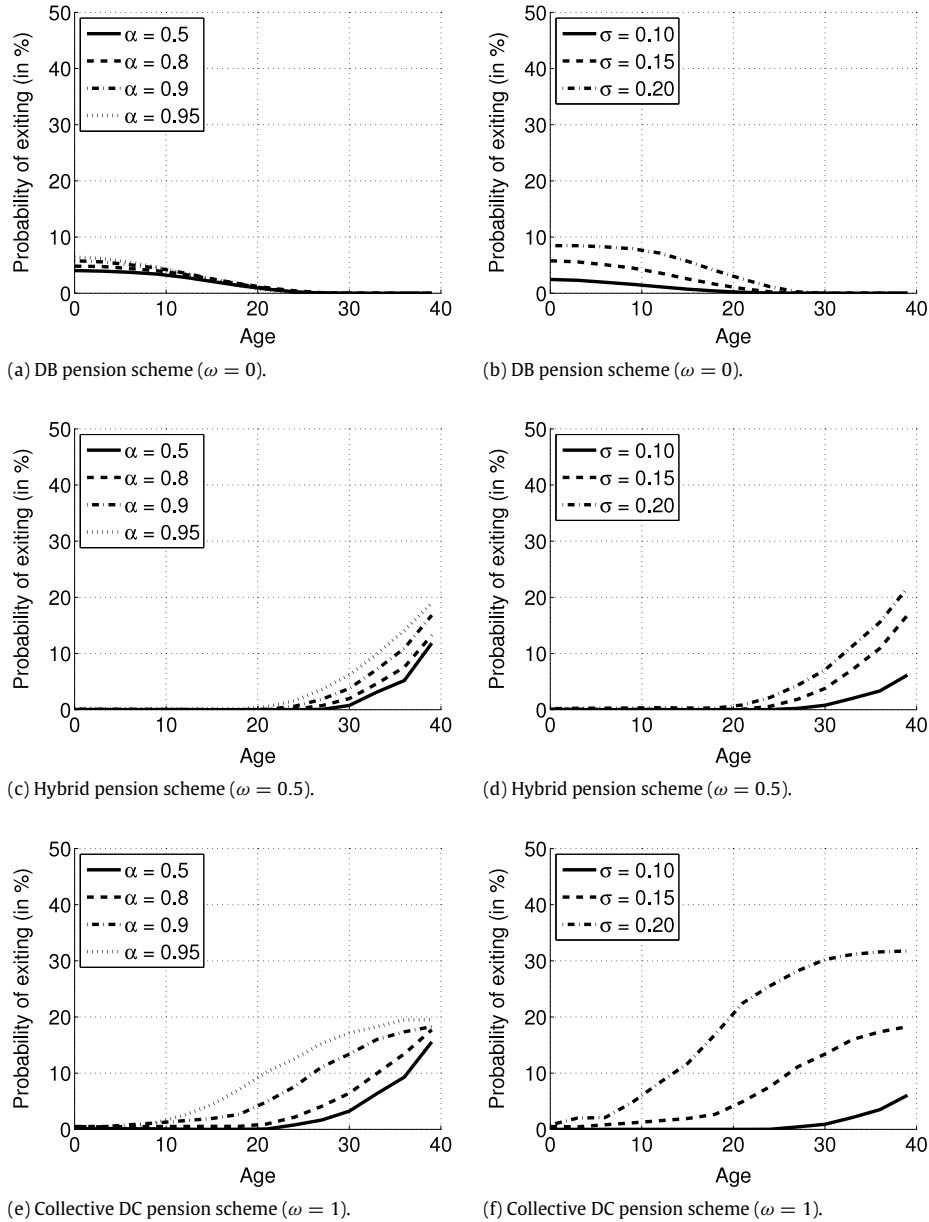 50
40
30
20
10
0
Probability of exiting (in %)
α = 0.5
α = 0.8
α = 0.9
α = 0.95
0 10 20 30 40
Age
(a) DB pension scheme (ω = 0).
50
40
30
20
10
0
Probability of exiting (in %)
σ = 0.10
σ = 0.15
σ = 0.20
0 10 20 30 40
Age
(b) DB pension scheme (ω = 0).
50
40
30
20
10
0
Probability of exiting (in %)
α = 0.5
α = 0.8
α = 0.9
α = 0.95
0 10 20 30 40
Age
(c) Hybrid pension scheme (ω = 0.5).
50
40
30
20
10
0
Probability of exiting (in %)
σ = 0.10
σ = 0.15
σ = 0.20
0 10 20 30 40
Age
(d) Hybrid pension scheme (ω = 0.5).
50
40
30
20
10
0
Probability of exiting (in %)
α = 0.5
α = 0.8
α = 0.9
α = 0.95
0 10 20 30 40
Age
(e) Collective DC pension scheme (ω = 1).
50
40
30
20
10
0
Probability of exiting (in %)
σ = 0.10
σ = 0.15
σ = 0.20
0 10 20 30 40
Age
(f) Collective DC pension scheme (ω = 1).